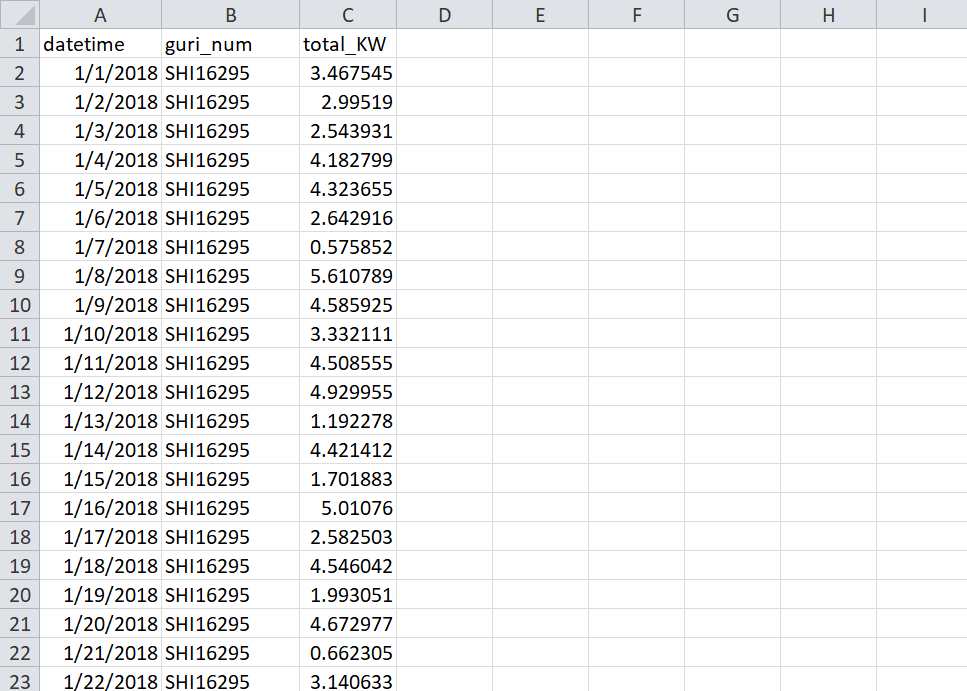 A B C D E F G H I
1 datetime guri_num total_KW
2 1/1/2018 SHI16295 3.467545
3 1/2/2018 SHI16295 2.99519
4 1/3/2018 SHI16295 2.543931
5 1/4/2018 SHI16295 4.182799
6 1/5/2018 SHI16295 4.323655
7 1/6/2018 SHI16295 2.642916
8 1/7/2018 SHI16295 0.575852
9 1/8/2018 SHI16295 5.610789
10 1/9/2018 SHI16295 4.585925
11 1/10/2018 SHI16295 3.332111
12 1/11/2018 SHI16295 4.508555
13 1/12/2018 SHI16295 4.929955
14 1/13/2018 SHI16295 1.192278
15 1/14/2018 SHI16295 4.421412
16 1/15/2018 SHI16295 1.701883
17 1/16/2018 SHI16295 5.01076
18 1/17/2018 SHI16295 2.582503
19 1/18/2018 SHI16295 4.546042
20 1/19/2018 SHI16295 1.993051
21 1/20/2018 SHI16295 4.672977
22 1/21/2018 SHI16295 0.662305
23 1/22/2018 SHI16295 3.140633